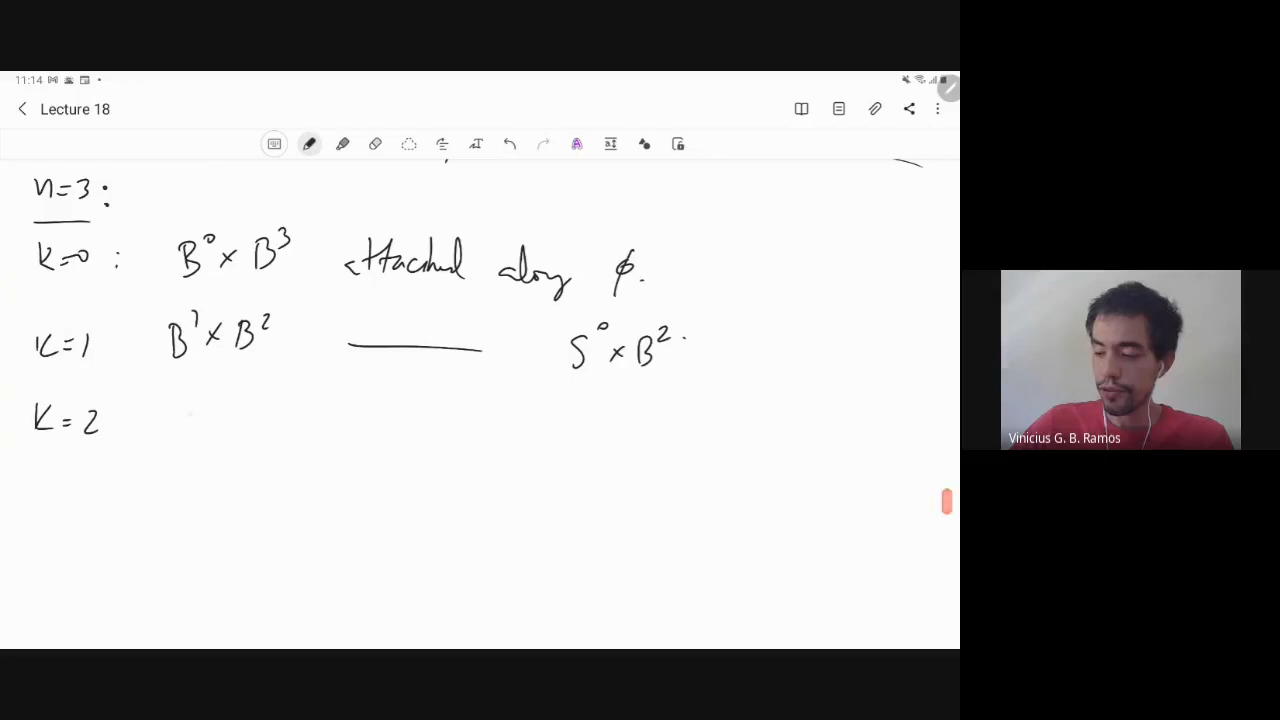 11:14
Lecture 18
n=3:
K=0: B⁰ × B³ attached along ϕ.
K=1 B¹ × B² ——— S⁰ × B².
K=2
Vinicius G. B. Ramos